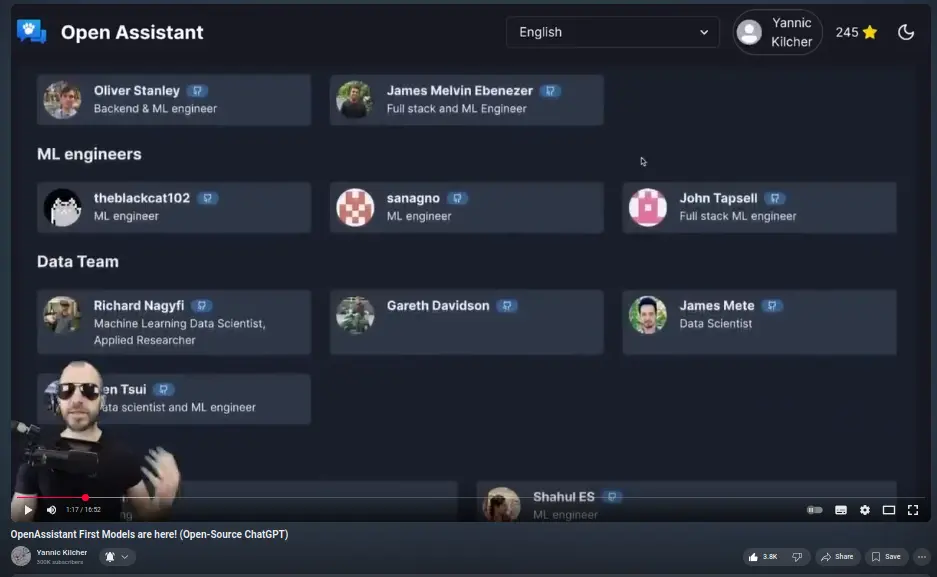 Open Assistant
English
Yannic
Kilcher
245
Oliver Stanley
Backend & ML engineer
James Melvin Ebenezer
Full stack and ML Engineer
ML engineers
theblackcat102
ML engineer
sanagno
ML engineer
John Tapsell
Full stack ML engineer
Data Team
Richard Nagyfi
Machine Learning Data Scientist,
Applied Researcher
Gareth Davidson
James Mete
Data Scientist
en Tsui
ata scientist and ML engineer
Shahul ES
ML engineer
1:17 / 16:52
OpenAssistant First Models are here! (Open-Source ChatGPT)
Yannic Kilcher
300K subscribers
3.8K
Share
Save